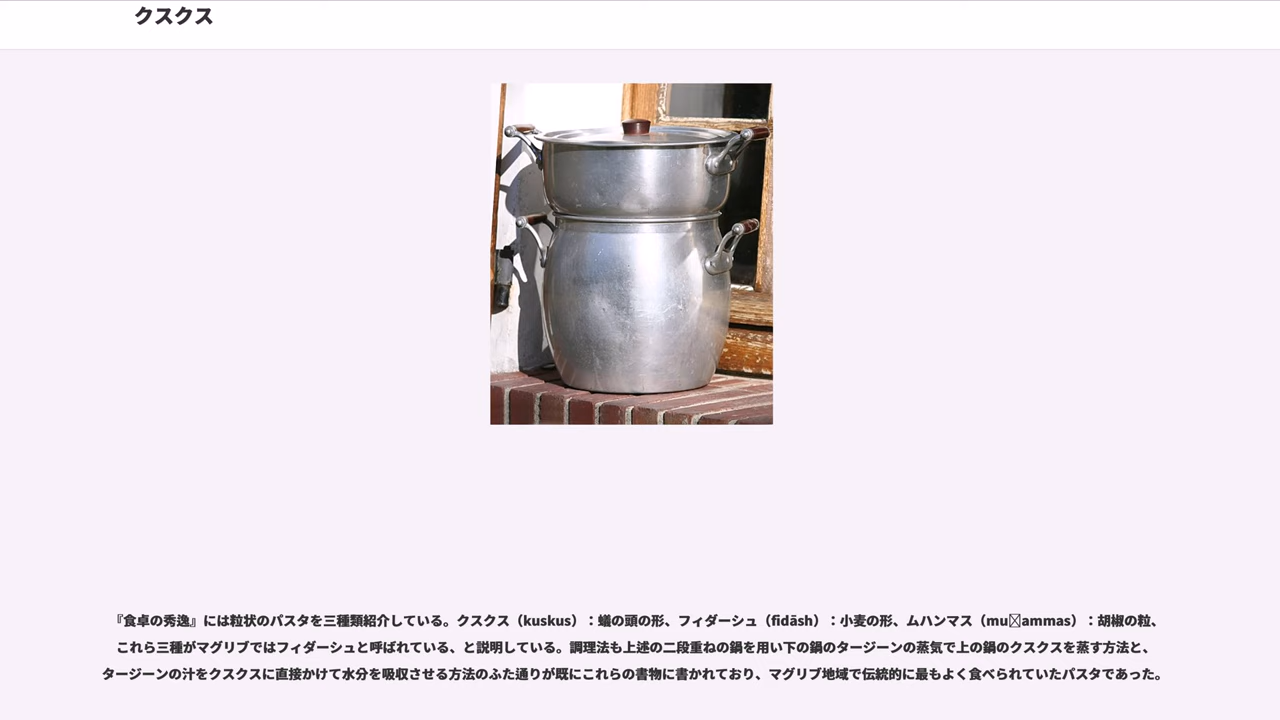 クスクス
『食卓の秀逸』には粒状のパスタを三種類紹介している。クスクス（kuskus）：蟻の頭の形、フィダーシュ（fidāsh）：小麦の形、ムハンマス（mu〿ammas）：胡椒の粒、
これら三種がマグリブではフィダーシュと呼ばれている、と説明している。調理法も上述の二段重ねの鍋を用い下の鍋のタージーンの蒸気で上の鍋のクスクスを蒸す方法と、
タージーンの汁をクスクスに直接かけて水分を吸収させる方法のふた通りが既にこれらの書物に書かれており、マグリブ地域で伝統的に最もよく食べられていたパスタであった。